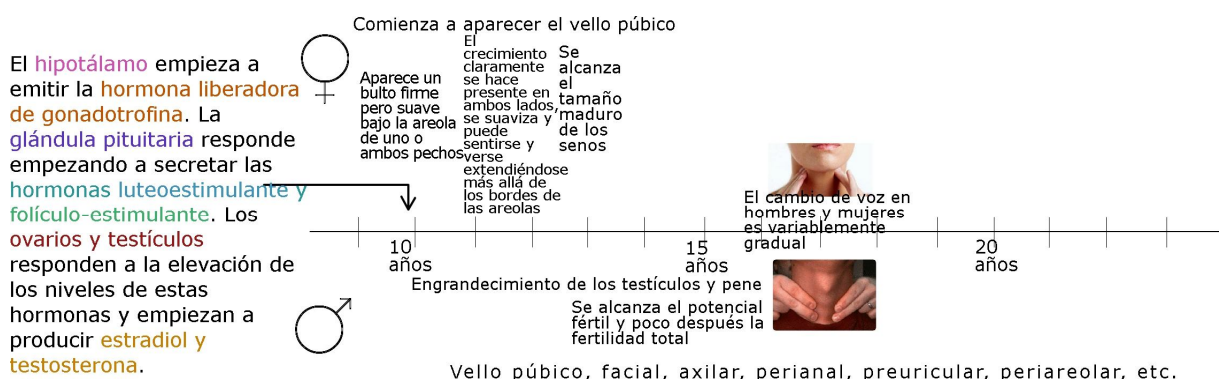 Comienza a aparecer el vello púbico
El hipotálamo empieza a
emitir la hormona liberadora
de gonadotrofina. La
glándula pituitaria responde
empezando a secretar las
hormonas luteoestimulante y
folículo-estimulante. Los
ovarios y testículos
responden a la elevación de
los niveles de estas
hormonas y empiezan a
producir estradiol y
testosterona.
Aparece un
bulto firme
pero suave
bajo la areola
de uno o
ambos pechos
El
crecimiento
claramente
se hace
presente en
ambos lados,
se suaviza y
puede
sentirse y
verse
extendiéndose
más allá de
los bordes de
las areolas
Se
alcanza
el
tamaño
maduro
de los
senos
El cambio de voz en
hombres y mujeres
es variablemente
gradual
10
años
15
años
20
años
Engrandecimiento de los testículos y pene
Se alcanza el potencial
fértil y poco después la
fertilidad total
Vello púbico, facial, axilar, perianal, preuricular, periareolar, etc.